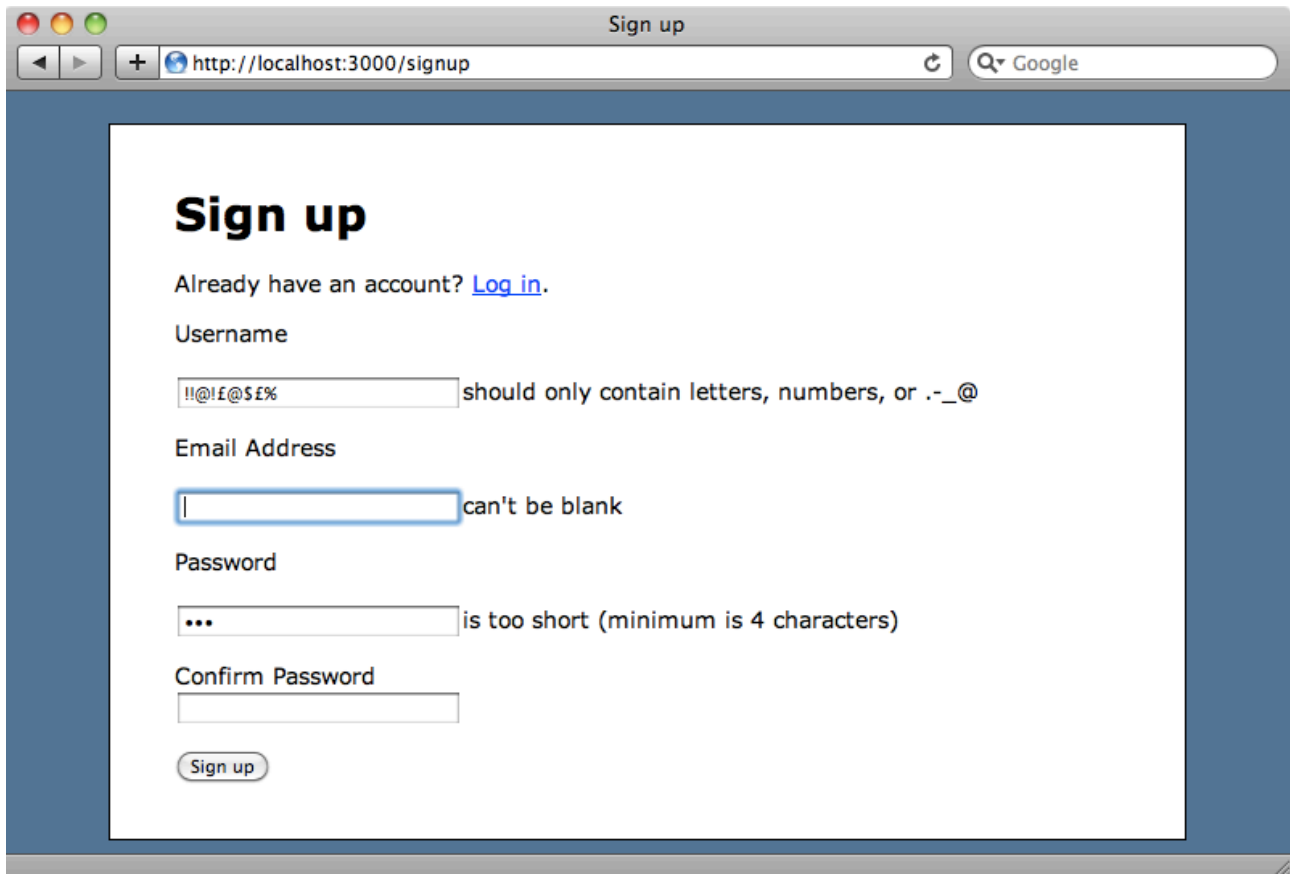 Sign up
http://localhost:3000/signup
Google
Sign up
Already have an account? Log in.
Username
!!@!£@$£% should only contain letters, numbers, or .-_@
Email Address
can't be blank
Password
••• is too short (minimum is 4 characters)
Confirm Password
Sign up